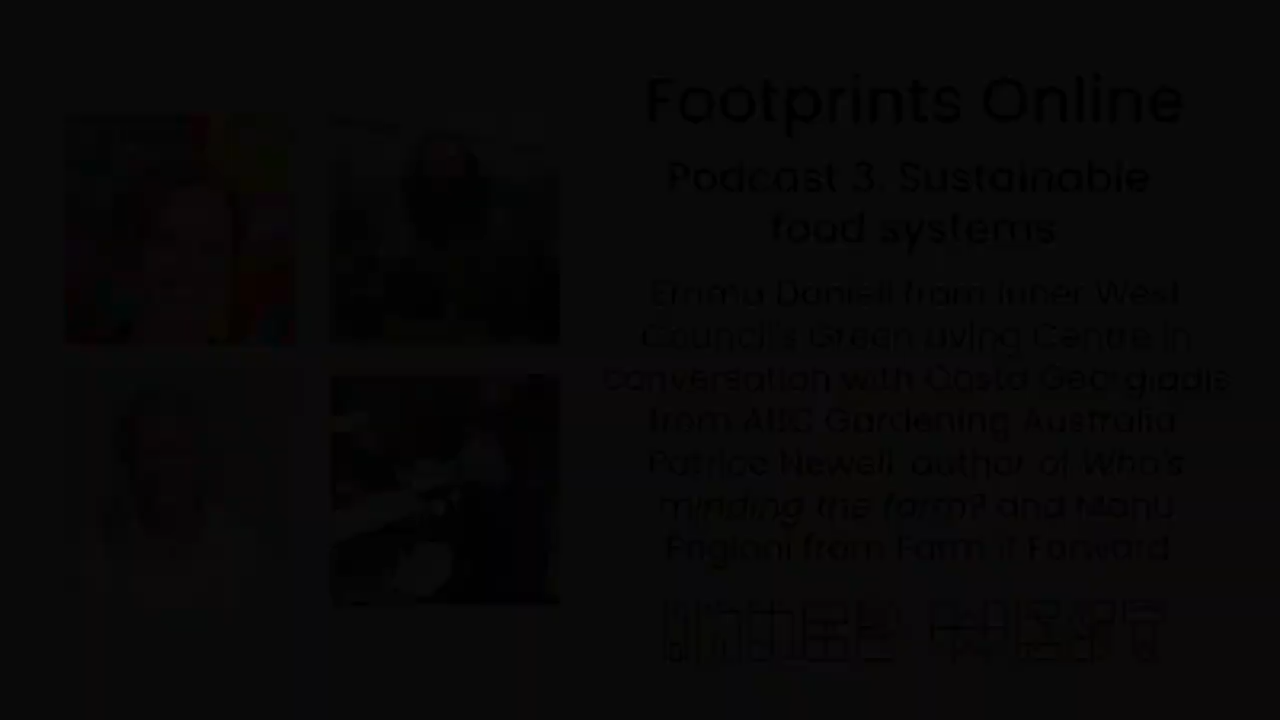 Footprints Online
Podcast 3. Sustainable
food systems
Emma Daniell from Inner West
Council's Green Living Centre in
conversation with Costa Georgiadis
from ABC Gardening Australia
Patrice Newell author of Who's
minding the farm? and Manu
Prigioni from Farm it Forward
INNER WEST